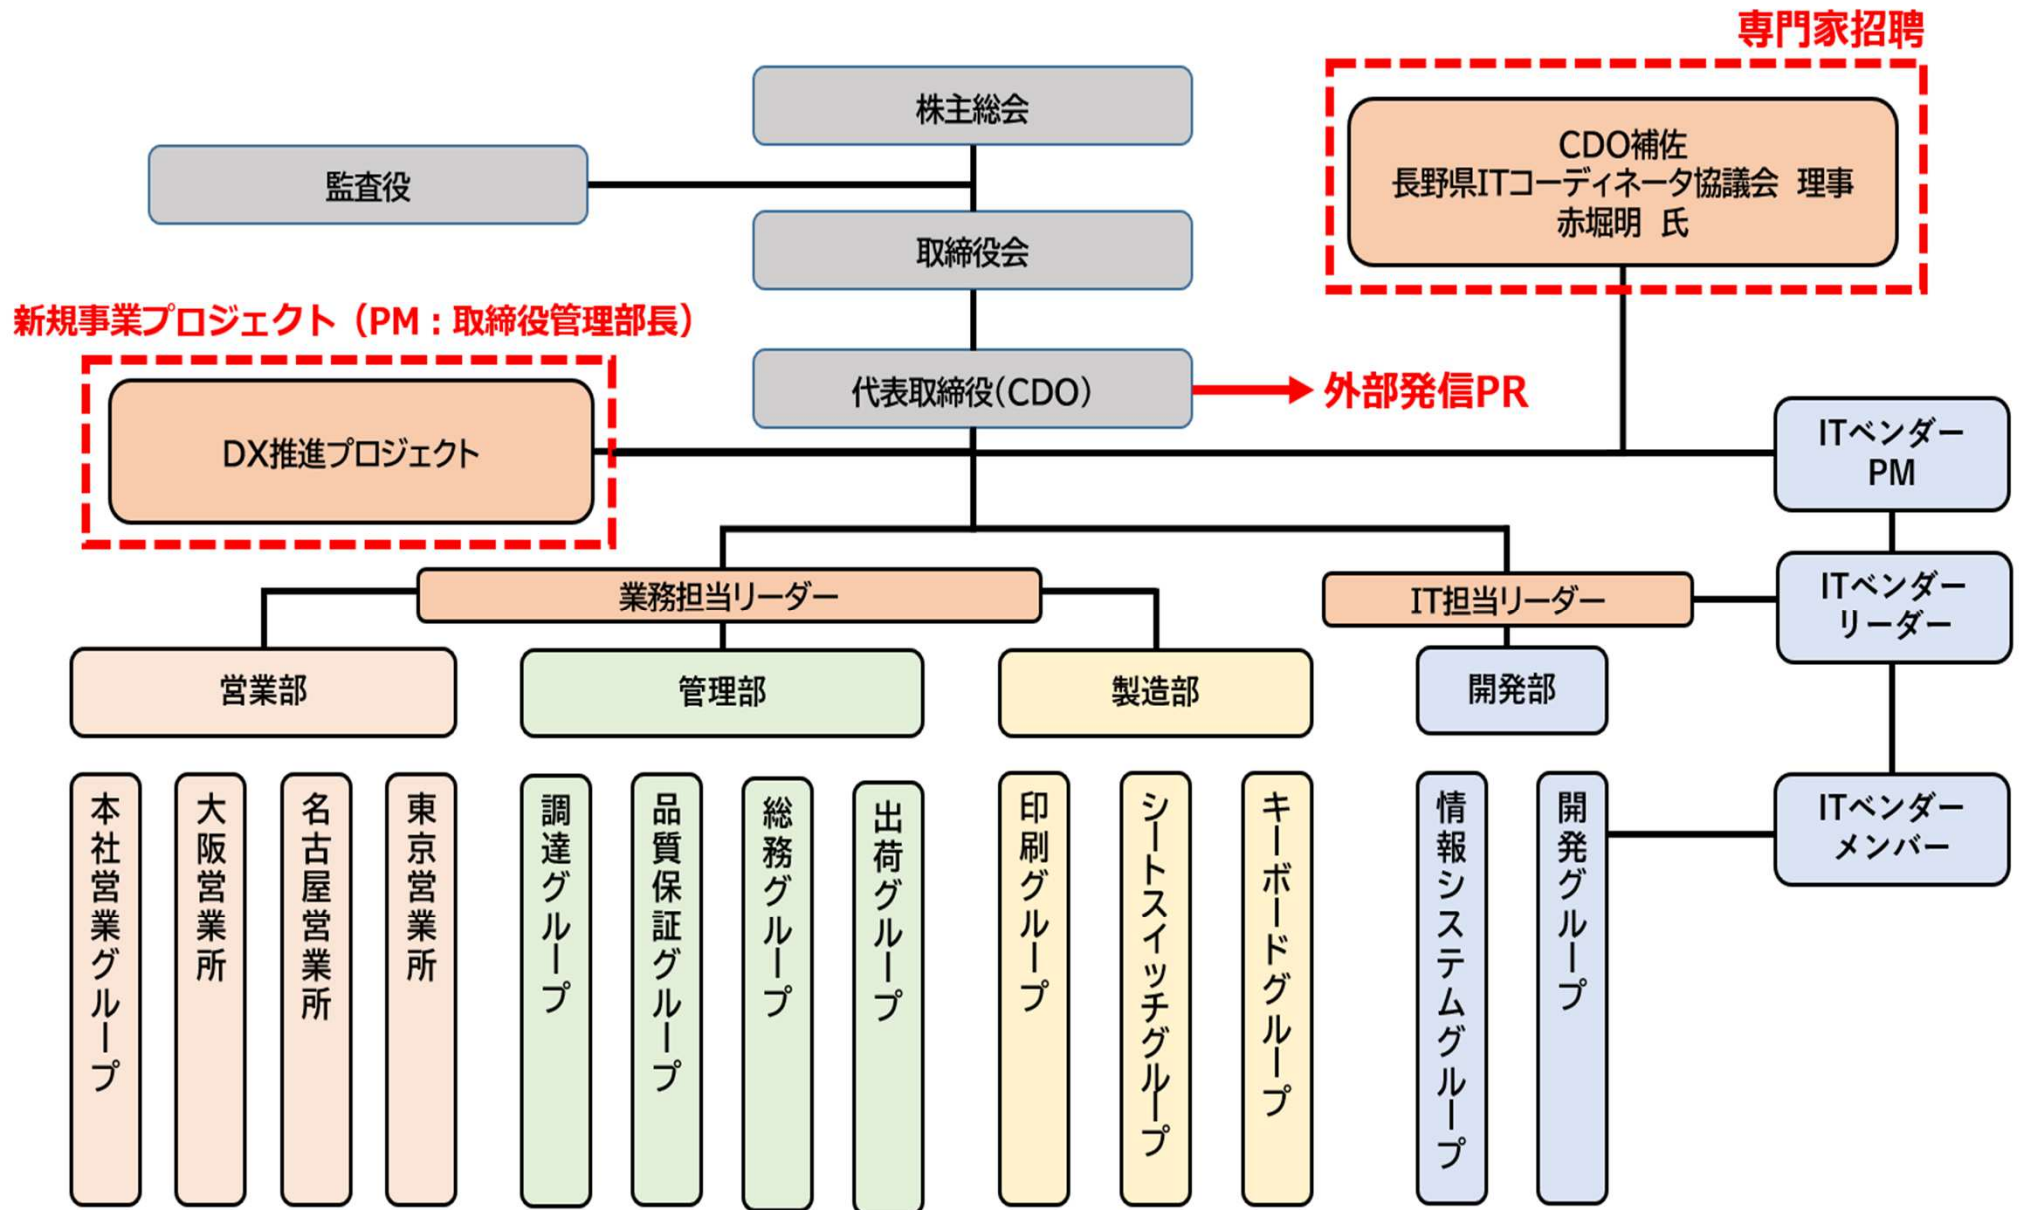 専門家招聘
株主総会
CDO補佐
長野県ITコーディネータ協議会 理事
赤堀明 氏
監査役
取締役会
新規事業プロジェクト（PM：取締役管理部長）
代表取締役（CDO）
外部発信PR
DX推進プロジェクト
ITベンダー
PM
業務担当リーダー
IT担当リーダー
ITベンダー
リーダー
営業部
管理部
製造部
開発部
本社営業グループ
大阪営業所
名古屋営業所
東京営業所
調達グループ
品質保証グループ
総務グループ
出荷グループ
印刷グループ
シートスイッチグループ
キーボードグループ
情報システムグループ
開発グループ
ITベンダー
メンバー